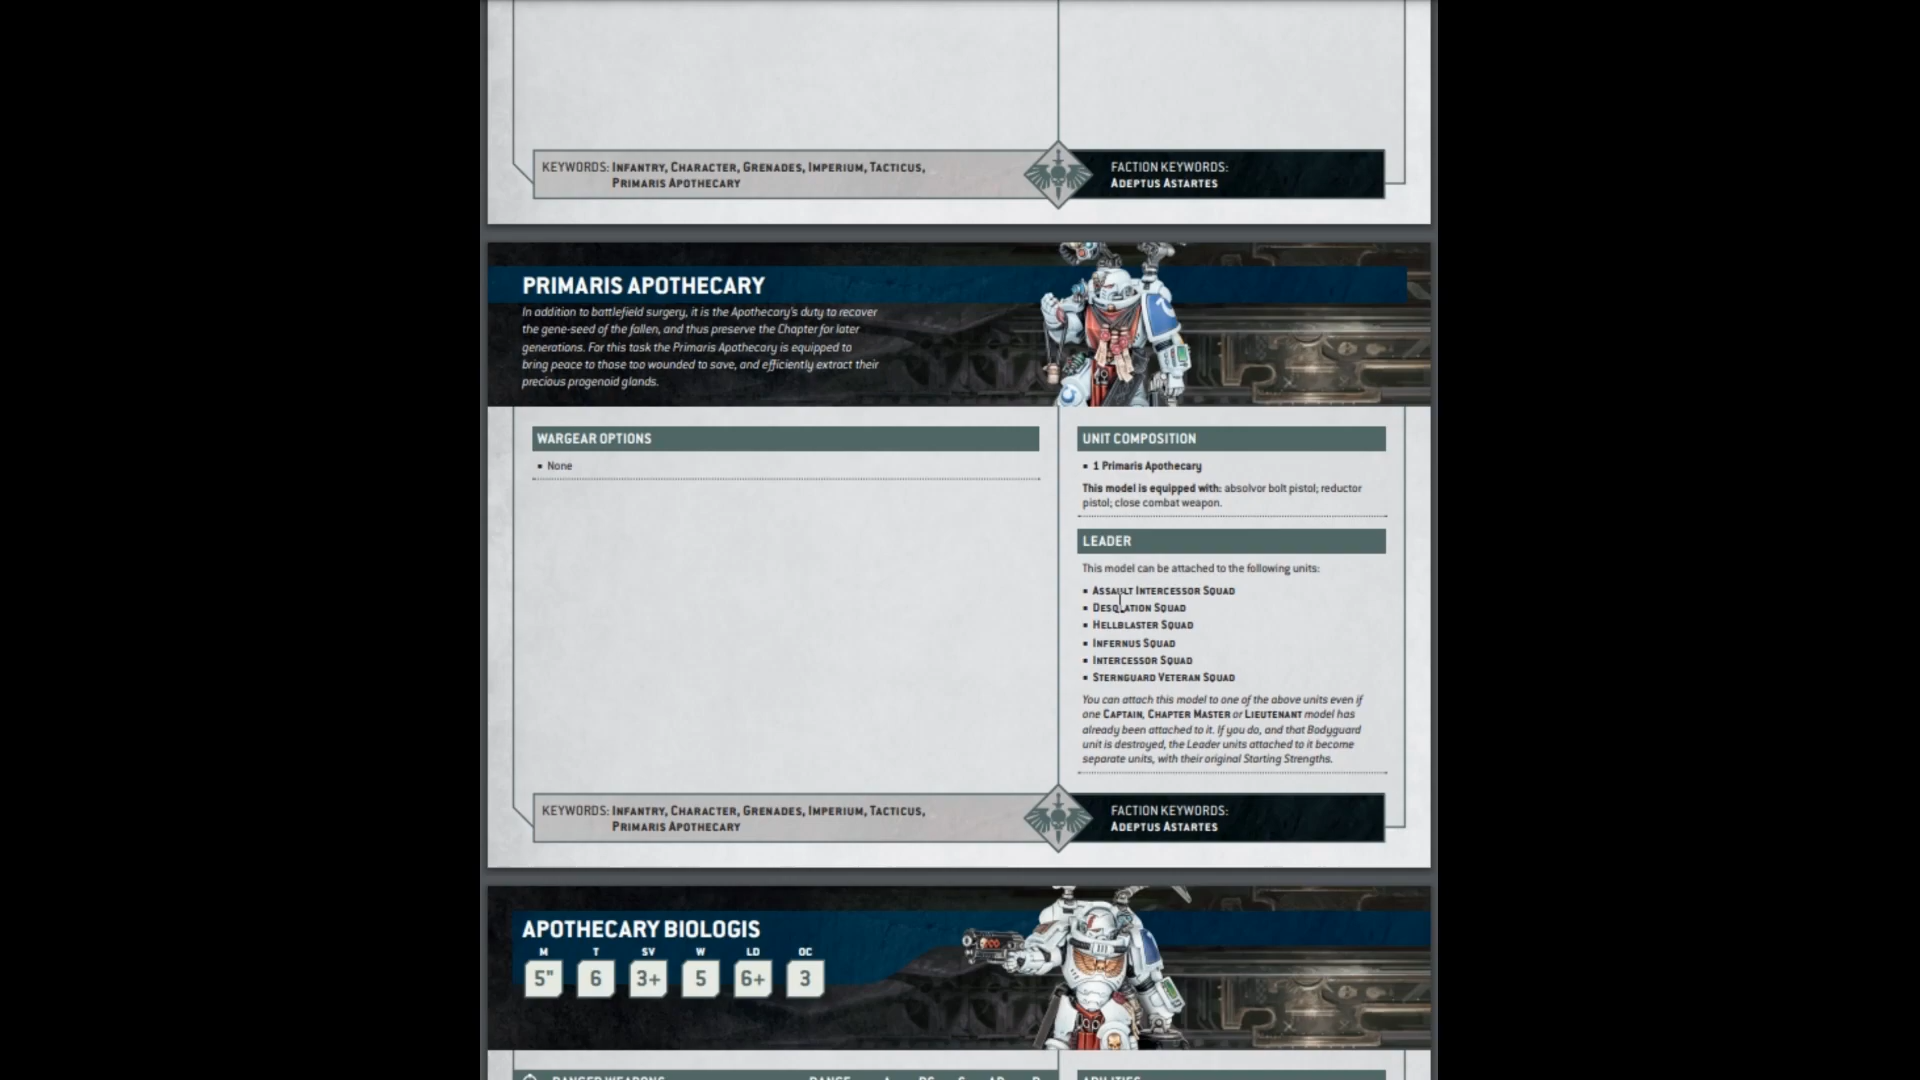 KEYWORDS: INFANTRY, CHARACTER, GRENADES, IMPERIUM, TACTICUS,
PRIMARIS APOTHECARY
FACTION KEYWORDS:
ADEPTUS ASTARTES
PRIMARIS APOTHECARY
In addition to battlefield surgery, it is the Apothecary's duty to recover
the gene-seed of the fallen, and thus preserve the Chapter for later
generations. For this task the Primaris Apothecary is equipped to
bring peace to those too wounded to save, and efficiently extract their
precious progenoid glands.
WARGEAR OPTIONS
▪ None
UNIT COMPOSITION
▪ 1 Primaris Apothecary
This model is equipped with: absolvor bolt pistol; reductor
pistol; close combat weapon.
LEADER
This model can be attached to the following units:
▪ ASSAULT INTERCESSOR SQUAD
▪ DESOLATION SQUAD
▪ HELLBLASTER SQUAD
▪ INFERNUS SQUAD
▪ INTERCESSOR SQUAD
▪ STERNGUARD VETERAN SQUAD
You can attach this model to one of the above units even if
one CAPTAIN, CHAPTER MASTER or LIEUTENANT model has
already been attached to it. If you do, and that Bodyguard
unit is destroyed, the Leader units attached to it become
separate units, with their original Starting Strengths.
KEYWORDS: INFANTRY, CHARACTER, GRENADES, IMPERIUM, TACTICUS,
PRIMARIS APOTHECARY
FACTION KEYWORDS:
ADEPTUS ASTARTES
APOTHECARY BIOLOGIS
M T SV W LD OC
5" 6 3+ 5 6+ 3
RANGED WEAPONS RANGE A BS S AP D
ABILITIES